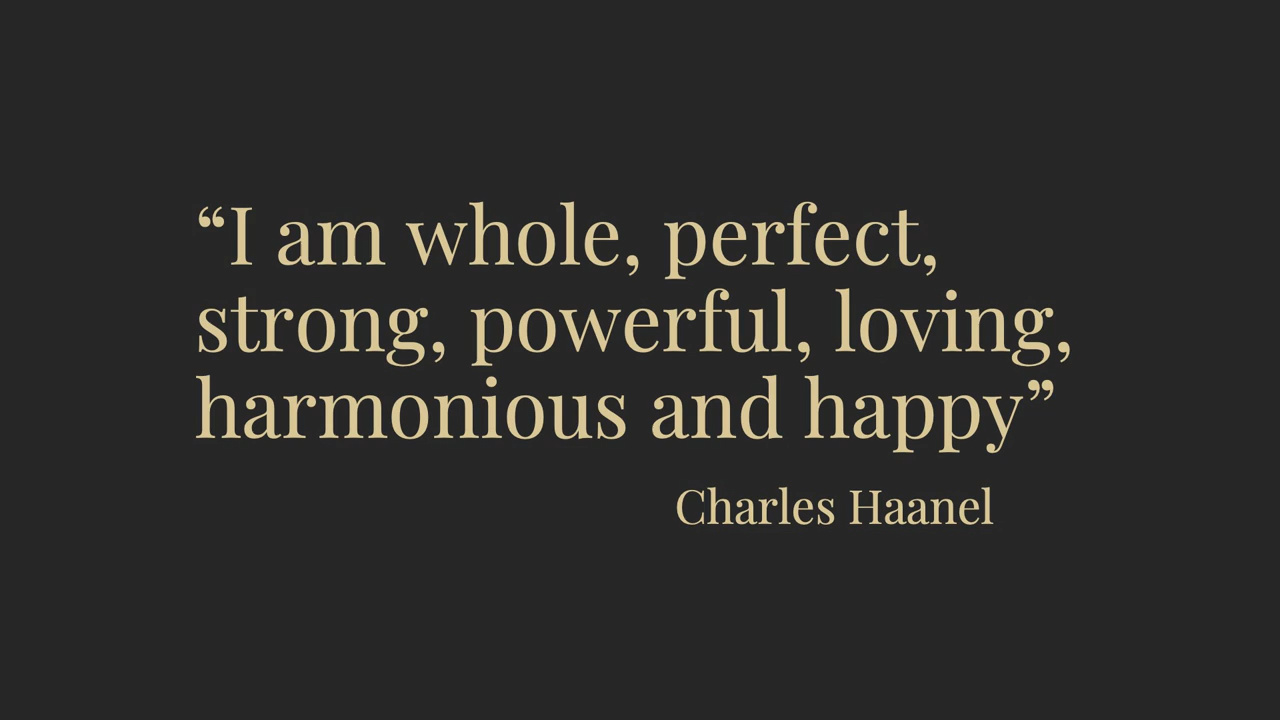 “I am whole, perfect,
strong, powerful, loving,
harmonious and happy”
Charles Haanel